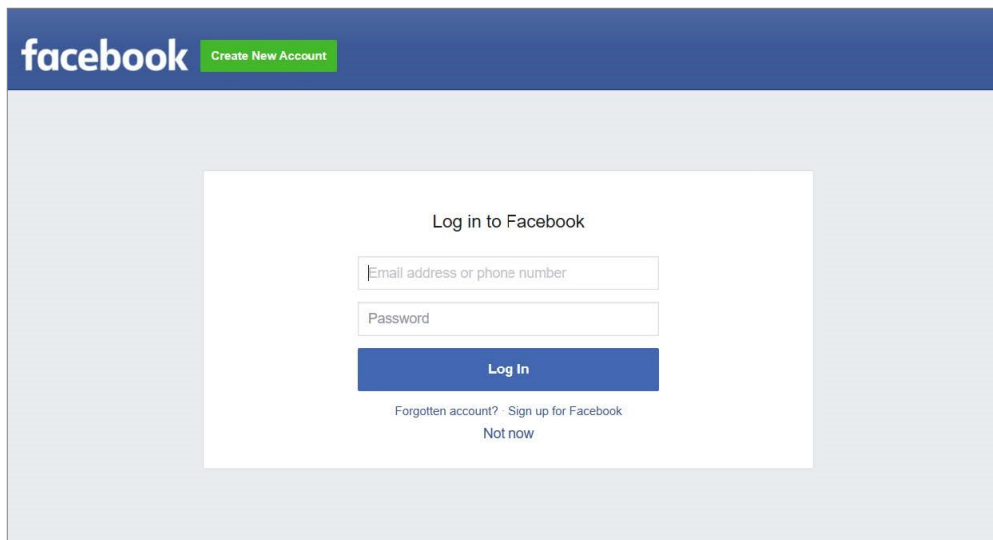 facebook Create New Account
Log in to Facebook
Email address or phone number
Password
Log In
Forgotten account? · Sign up for Facebook
Not now